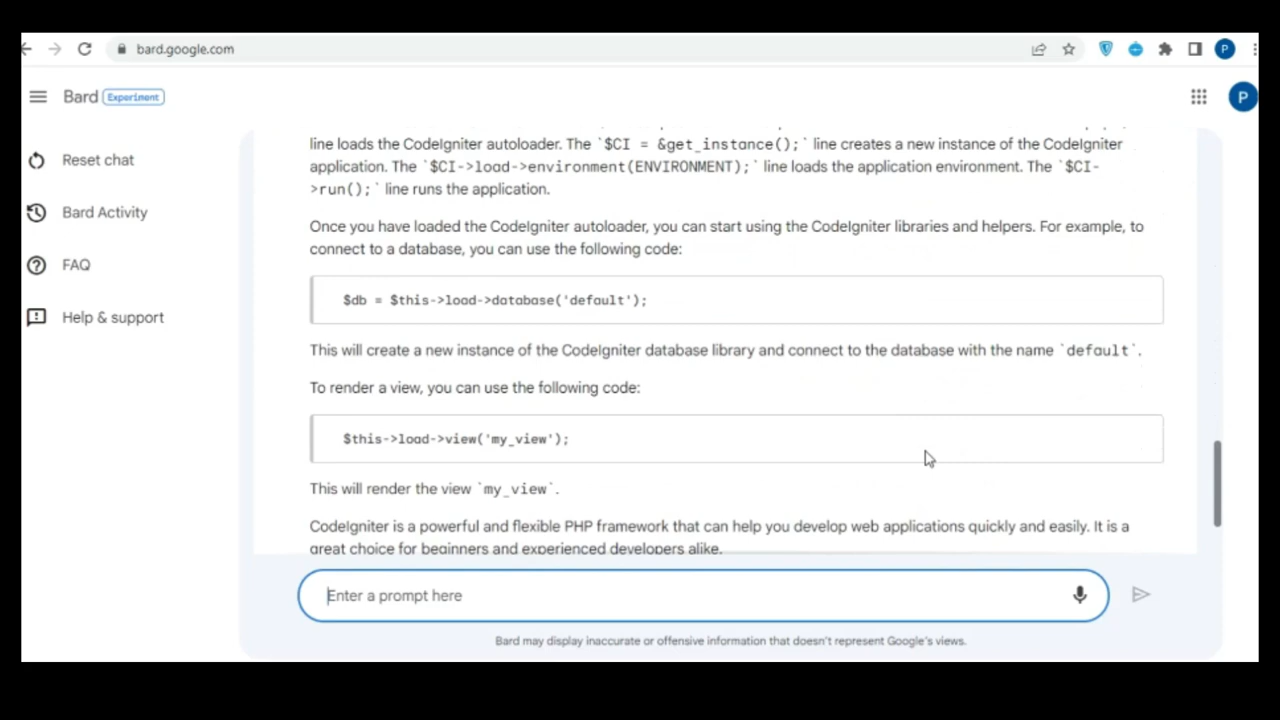 bard.google.com
P
Bard Experiment
P
Reset chat
Bard Activity
FAQ
Help & support
line loads the CodeIgniter autoloader. The `$CI = &get_instance();` line creates a new instance of the CodeIgniter
application. The `$CI->load->environment(ENVIRONMENT);` line loads the application environment. The `$CI-
>run();` line runs the application.
Once you have loaded the CodeIgniter autoloader, you can start using the CodeIgniter libraries and helpers. For example, to
connect to a database, you can use the following code:
$db = $this->load->database('default');
This will create a new instance of the CodeIgniter database library and connect to the database with the name `default`.
To render a view, you can use the following code:
$this->load->view('my_view');
This will render the view `my_view`.
CodeIgniter is a powerful and flexible PHP framework that can help you develop web applications quickly and easily. It is a
great choice for beginners and experienced developers alike.
Enter a prompt here
Bard may display inaccurate or offensive information that doesn't represent Google's views.